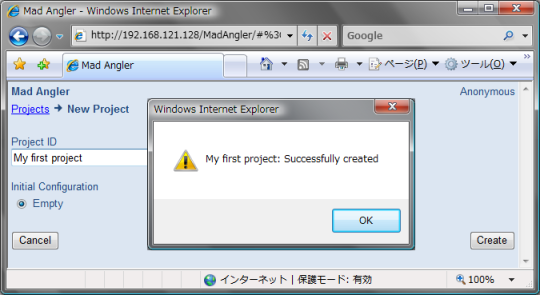 Mad Angler - Windows Internet Explorer
http://192.168.121.128/MadAngler/#%3C
Google
Mad Angler
ページ(P)
ツール(O)
Mad Angler
Anonymous
Projects → New Project
Windows Internet Explorer
Project ID
My first project
My first project: Successfully created
Initial Configuration
Empty
OK
Cancel
Create
インターネット | 保護モード: 有効
100%